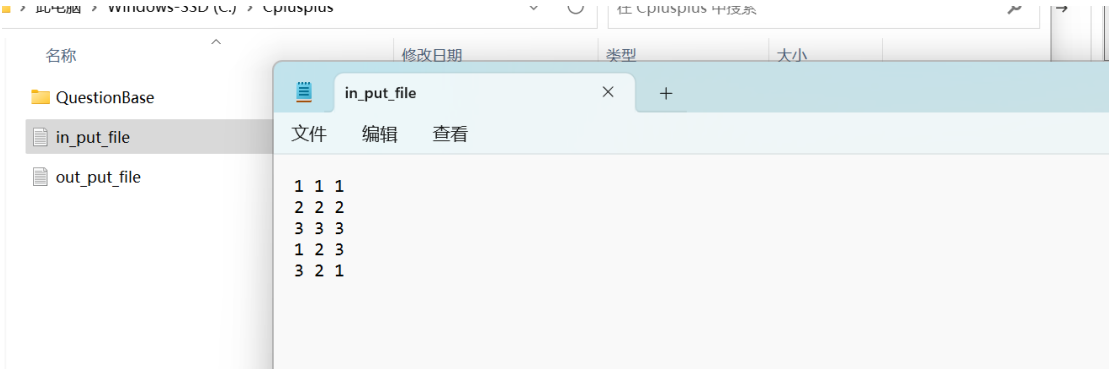 此电脑 Windows-SSD (C:) Cplusplus
在 Cplusplus 中搜索
名称 修改日期 类型 大小
QuestionBase
in_put_file
out_put_file
in_put_file
文件 编辑 查看
1 1 1
2 2 2
3 3 3
1 2 3
3 2 1